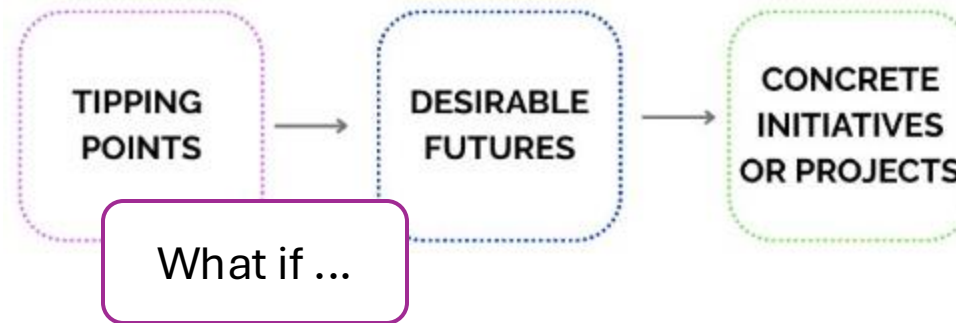 TIPPING
POINTS
DESIRABLE
FUTURES
CONCRETE
INITIATIVES
OR PROJECTS
What if ...